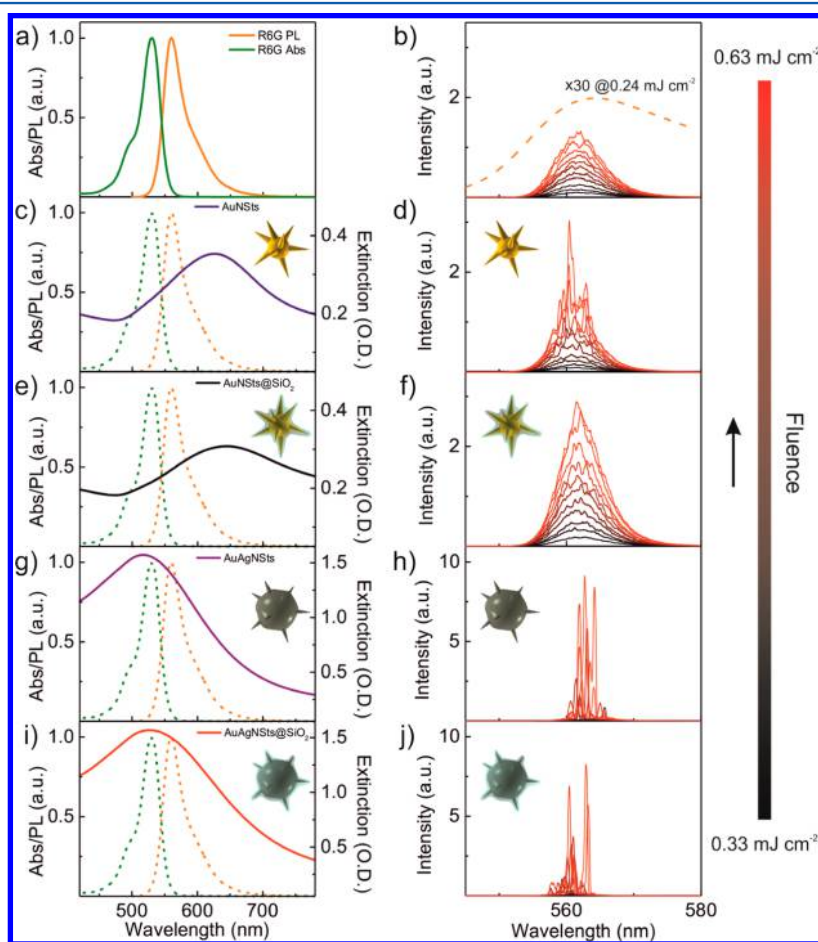 a)
1.0
0.5
Abs/PL (a.u.)
R6G PL
R6G Abs
b)
2
Intensity (a.u.)
x30 @0.24 mJ cm⁻²
0.63 mJ cm⁻²
c)
1.0
0.5
Abs/PL (a.u.)
AuNSts
0.4
0.2
Extinction (O.D.)
d)
2
Intensity (a.u.)
e)
1.0
0.5
Abs/PL (a.u.)
AuNSts@SiO₂
0.4
0.2
Extinction (O.D.)
f)
2
Intensity (a.u.)
Fluence
g)
1.0
0.5
Abs/PL (a.u.)
AuAgNSts
1.5
1.0
0.5
Extinction (O.D.)
h)
10
5
Intensity (a.u.)
i)
1.0
0.5
Abs/PL (a.u.)
AuAgNSts@SiO₂
1.5
1.0
0.5
Extinction (O.D.)
j)
10
5
Intensity (a.u.)
0.33 mJ cm⁻²
500 600 700
Wavelength (nm)
560 580
Wavelength (nm)